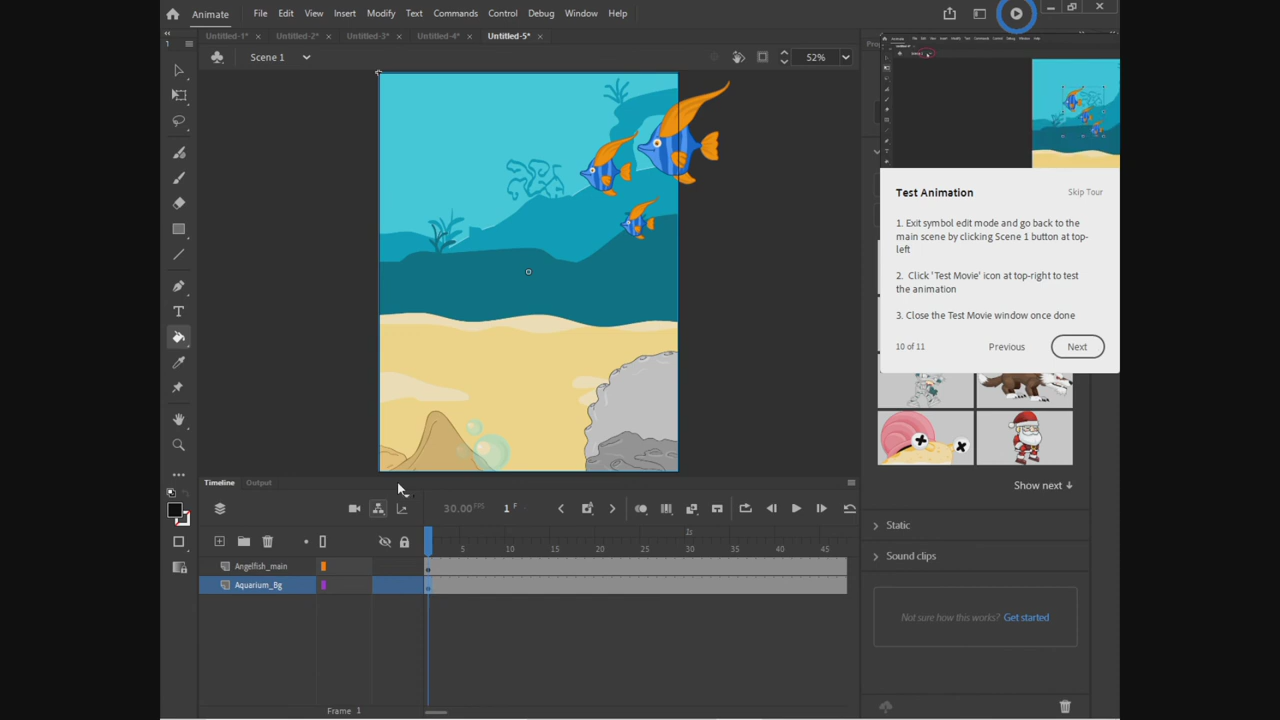 Animate File Edit View Insert Modify Text Commands Control Debug Window Help
Untitled-1* × Untitled-2* × Untitled-3* × Untitled-4* × Untitled-5* ×
Scene 1 52%
Test Animation Skip Tour
1. Exit symbol edit mode and go back to the
main scene by clicking Scene 1 button at top-
left
2. Click 'Test Movie' icon at top-right to test
the animation
3. Close the Test Movie window once done
10 of 11 Previous Next
Show next
Static
Sound clips
Not sure how this works? Get started
Timeline Output
30.00 FPS 1 F
1s
5 10 15 20 25 30 35 40 45
Angelfish_main
Aquarium_Bg
Frame 1